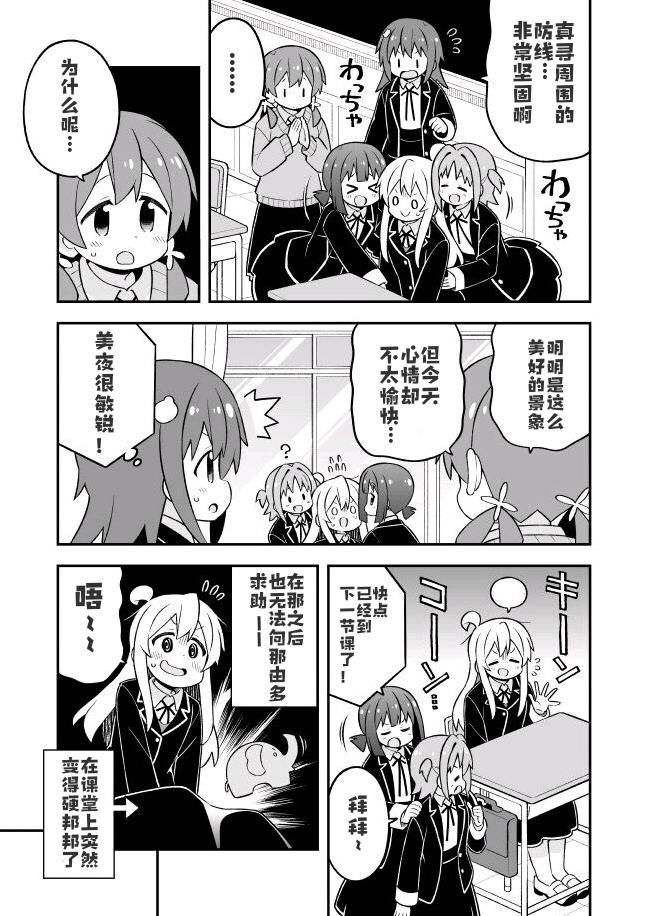 真寻周围的
防线…
非常坚固啊
わっちゃ
わっちゃ
……
为什么呢…
明明是这么
美好的景象
但今天
心情却
不太愉快…
美夜很敏锐！
?
キーン
コーン…
快点
已经到
下一节课了！
拜拜~
在那之后
也无法向那由多
求助——
唔~~
在课堂上突然
变得硬邦邦了